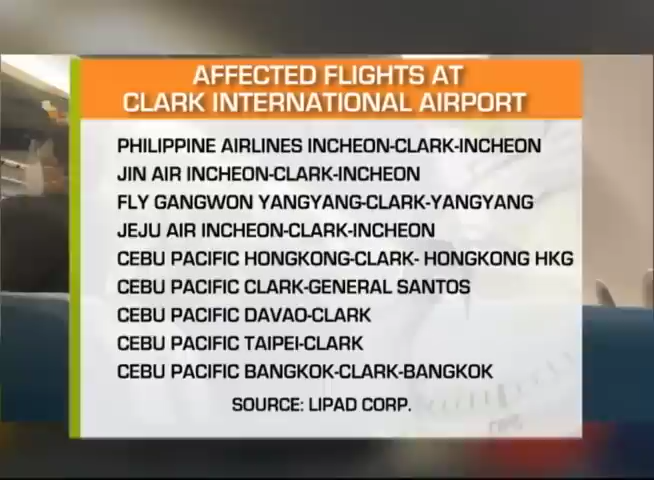 AFFECTED FLIGHTS AT
CLARK INTERNATIONAL AIRPORT
PHILIPPINE AIRLINES INCHEON-CLARK-INCHEON
JIN AIR INCHEON-CLARK-INCHEON
FLY GANGWON YANGYANG-CLARK-YANGYANG
JEJU AIR INCHEON-CLARK-INCHEON
CEBU PACIFIC HONGKONG-CLARK- HONGKONG HKG
CEBU PACIFIC CLARK-GENERAL SANTOS
CEBU PACIFIC DAVAO-CLARK
CEBU PACIFIC TAIPEI-CLARK
CEBU PACIFIC BANGKOK-CLARK-BANGKOK
SOURCE: LIPAD CORP.